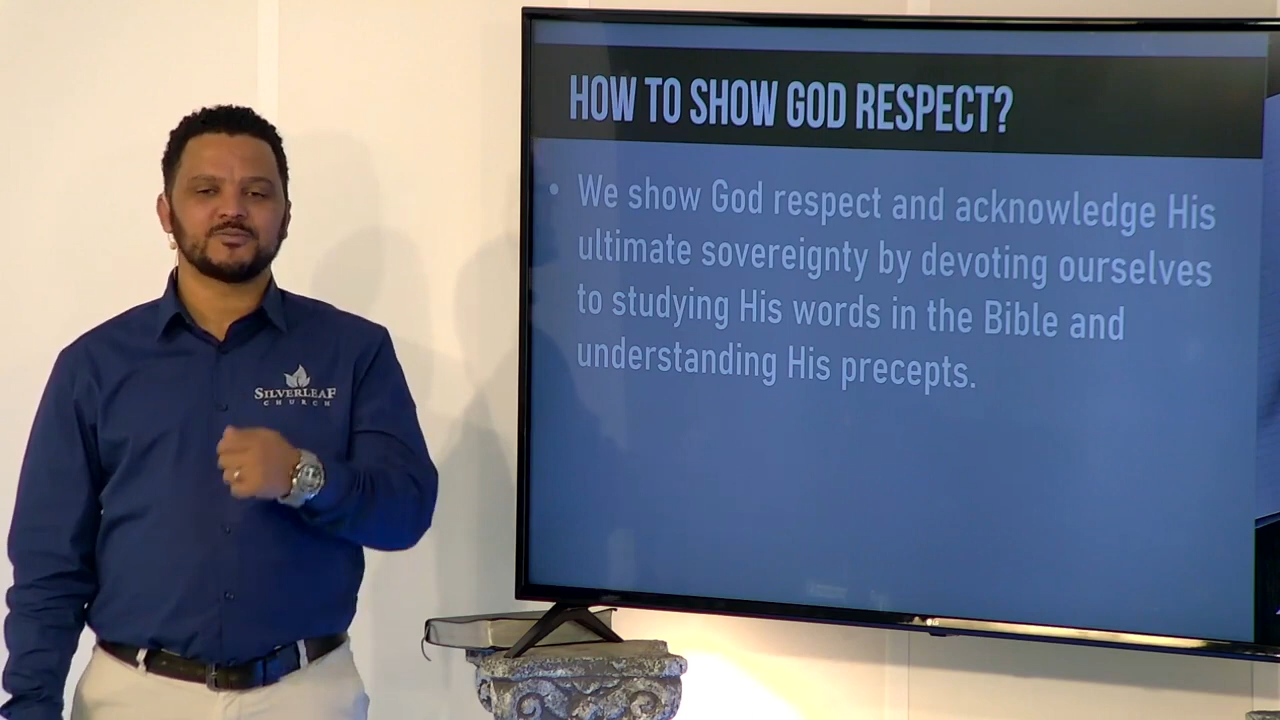 HOW TO SHOW GOD RESPECT?
• We show God respect and acknowledge His
ultimate sovereignty by devoting ourselves
to studying His words in the Bible and
understanding His precepts.
SILVERLEAF
CHURCH